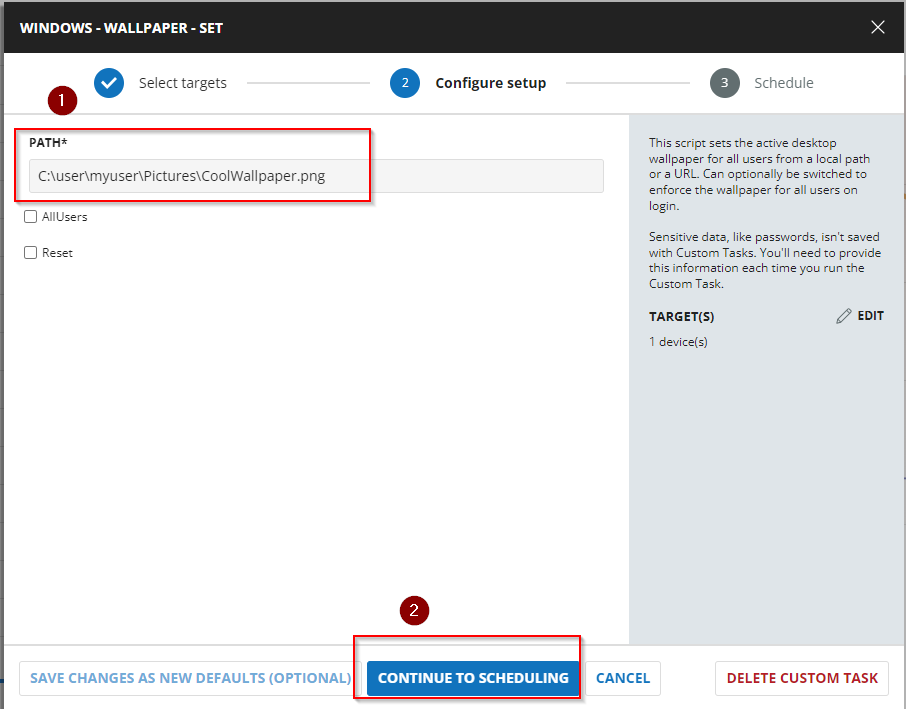 WINDOWS - WALLPAPER - SET
Select targets
2
Configure setup
3
Schedule
1
PATH*
C:\user\myuser\Pictures\CoolWallpaper.png
AllUsers
Reset
This script sets the active desktop
wallpaper for all users from a local path
or a URL. Can optionally be switched to
enforce the wallpaper for all users on
login.
Sensitive data, like passwords, isn't saved
with Custom Tasks. You'll need to provide
this information each time you run the
Custom Task.
TARGET(S)
EDIT
1 device(s)
2
SAVE CHANGES AS NEW DEFAULTS (OPTIONAL)
CONTINUE TO SCHEDULING
CANCEL
DELETE CUSTOM TASK